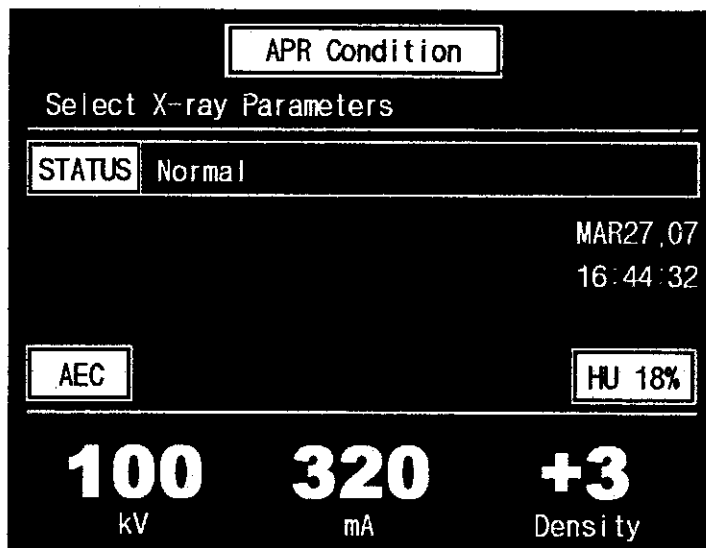 APR Condition
Select X-ray Parameters
STATUS Normal
MAR27,07
16:44:32
AEC HU 18%
100 320 +3
kV mA Density